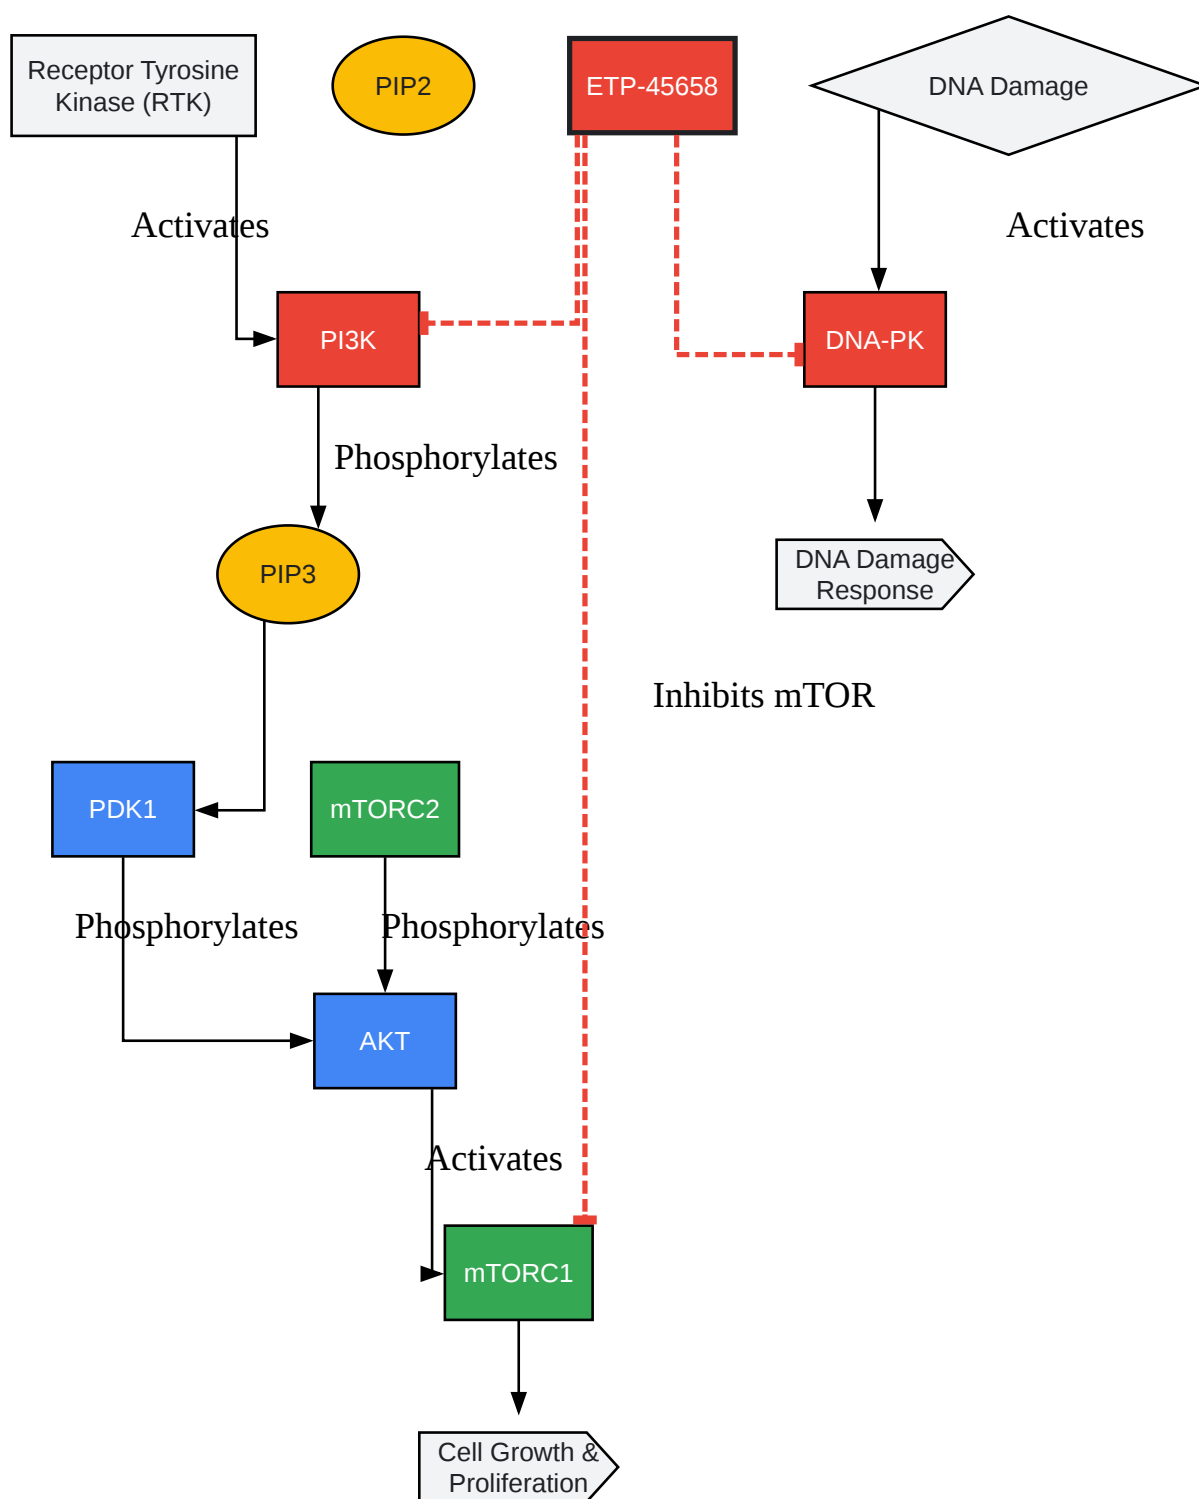 Receptor Tyrosine
Kinase (RTK)
PIP2
ETP-45658
DNA Damage
Activates
Activates
PI3K
DNA-PK
Phosphorylates
PIP3
DNA Damage
Response
Inhibits mTOR
PDK1
mTORC2
Phosphorylates
Phosphorylates
AKT
Activates
mTORC1
Cell Growth &
Proliferation